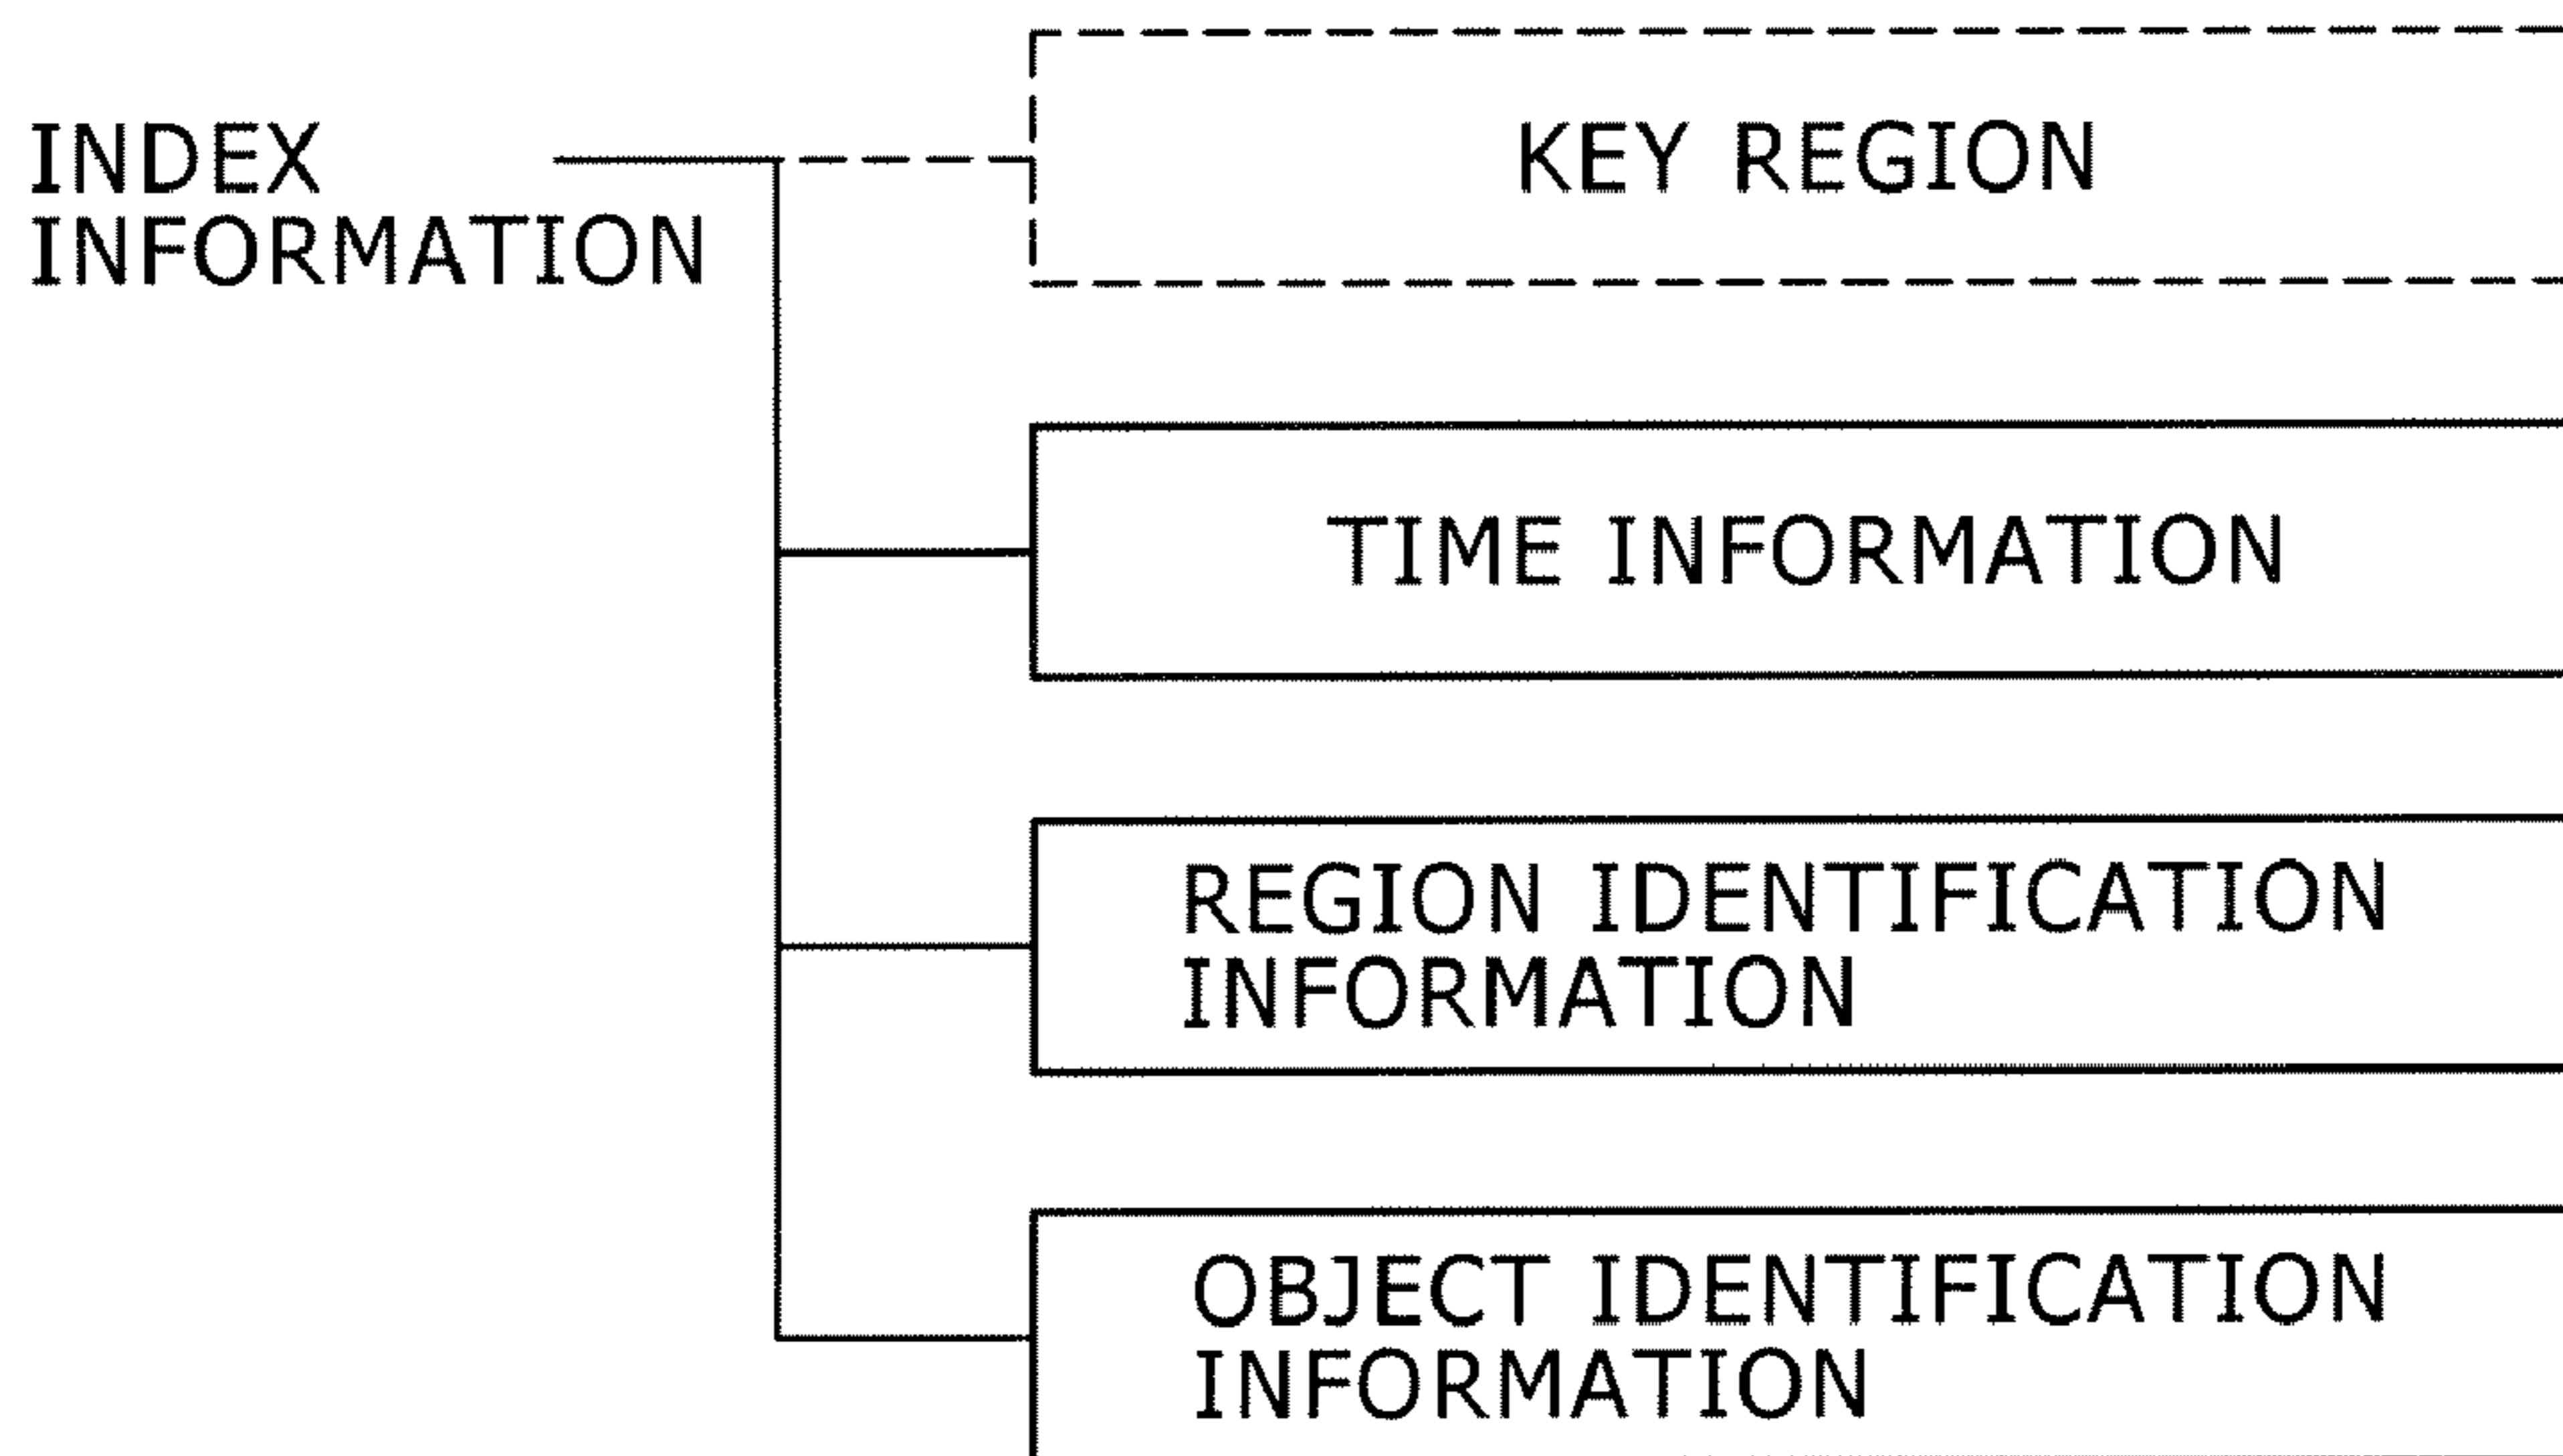 INDEX
INFORMATION
KEY REGION
TIME INFORMATION
REGION IDENTIFICATION
INFORMATION
OBJECT IDENTIFICATION
INFORMATION